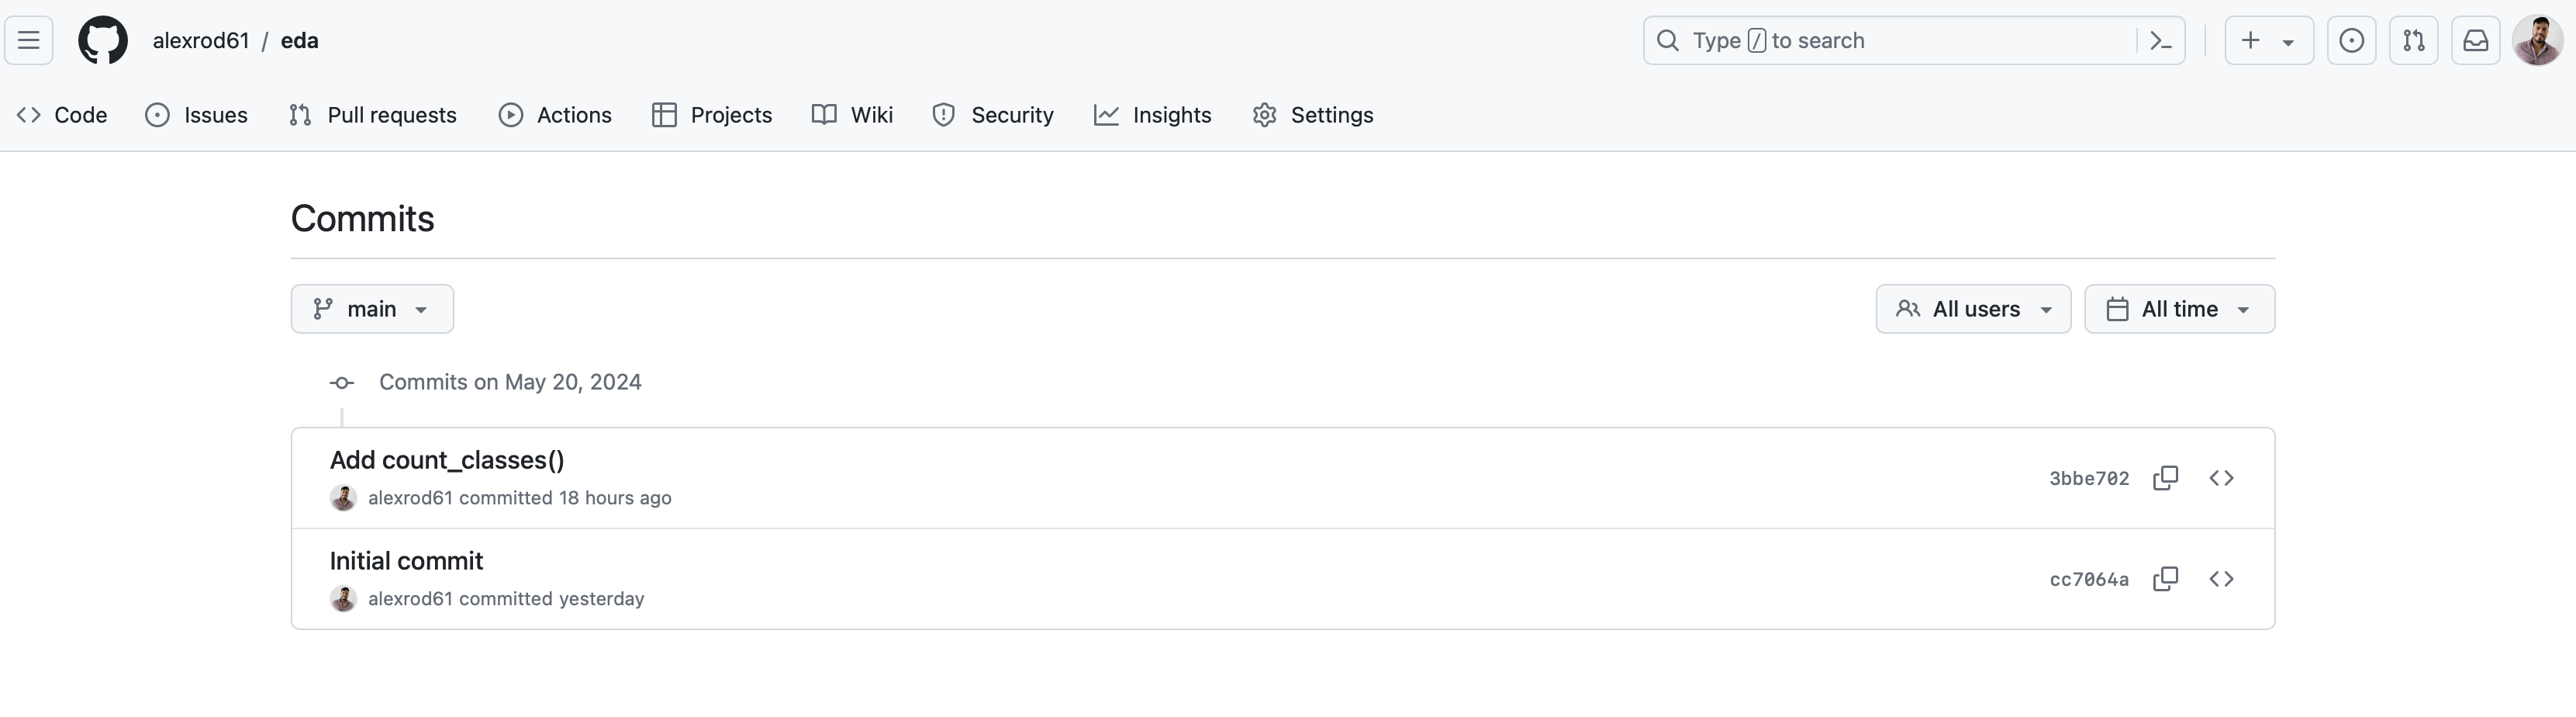 alexrod61 / eda
Type / to search
Code Issues Pull requests Actions Projects Wiki Security Insights Settings
Commits
main
All users
All time
Commits on May 20, 2024
Add count_classes()
alexrod61 committed 18 hours ago
3bbe702
Initial commit
alexrod61 committed yesterday
cc7064a